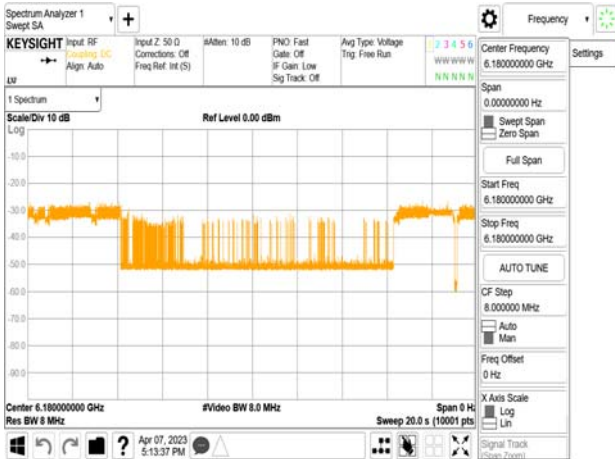 Spectrum Analyzer 1
Swept SA
+
Frequency
KEYSIGHT
Input: RF
Coupling: DC
Align: Auto
Input Z: 50 Ω
Corrections: Off
Freq Ref: Int (S)
#Atten: 10 dB
PNO: Fast
Gate: Off
IF Gain: Low
Sig Track: Off
Avg Type: Voltage
Trig: Free Run
1 2 3 4 5 6
W W W W W W
N N N N N N
LXI
Center Frequency
6.180000000 GHz
Settings
Span
0.00000000 Hz
Swept Span
Zero Span
Full Span
Start Freq
6.180000000 GHz
Stop Freq
6.180000000 GHz
AUTO TUNE
CF Step
8.000000 MHz
Auto
Man
Freq Offset
0 Hz
X Axis Scale
Log
Lin
Signal Track
(Span Zoom)
1 Spectrum
Scale/Div 10 dB
Ref Level 0.00 dBm
Log
-10.0
-20.0
-30.0
-40.0
-50.0
-60.0
-70.0
-80.0
-90.0
Center 6.180000000 GHz
#Video BW 8.0 MHz
Span 0 Hz
Res BW 8 MHz
Sweep 20.0 s (10001 pts
?
Apr 07, 2023
5:13:37 PM